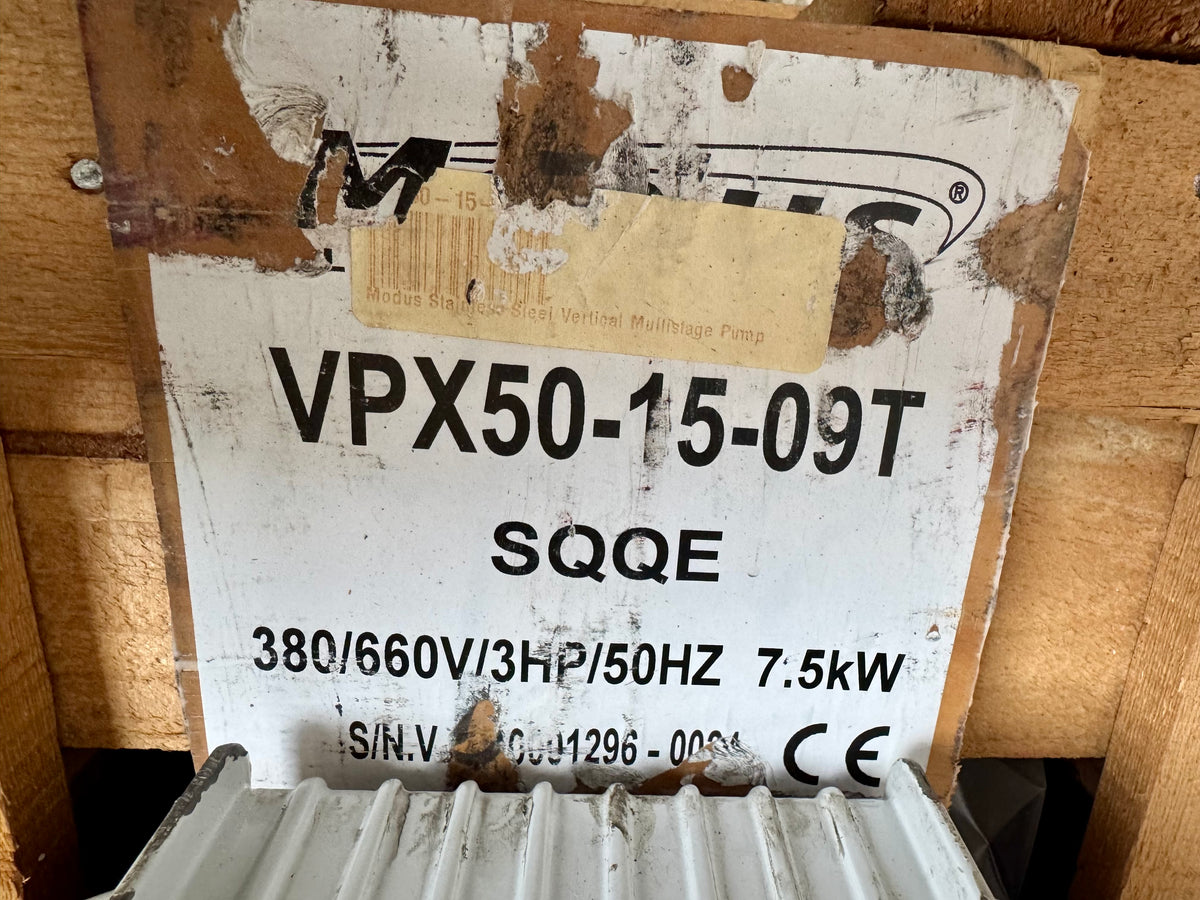 ®
Modus Stainless Steel Vertical Multistage Pump
VPX50-15-09T
SQQE
380/660V/3HP/50HZ 7.5kW
S/N.V
CE